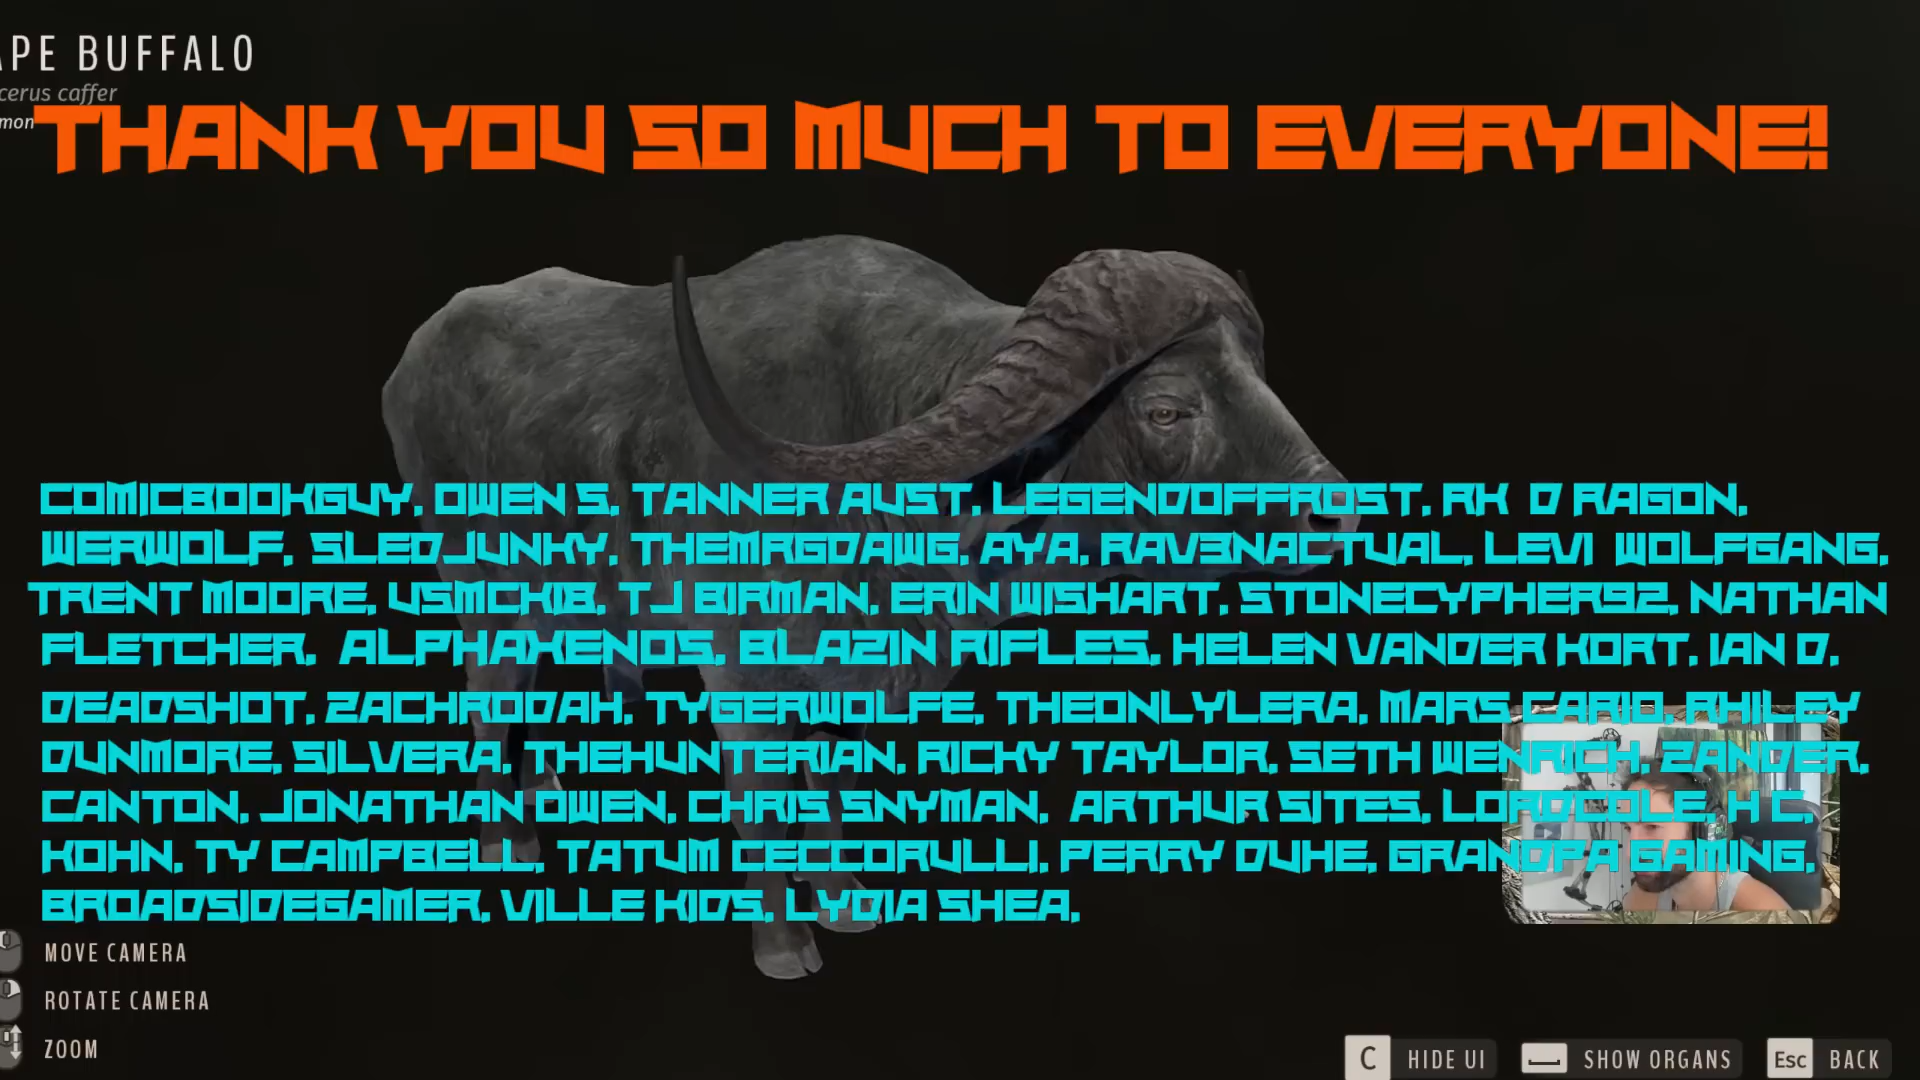 APE BUFFALO
cerus caffer
mon
THANK YOU SO MUCH TO EVERYONE!
COMICBOOKGUY, OWEN S, TANNER AUST, LEGENDOFFROST, RK D RAGON,
WERWOLF, SLEDJUNKY, THEMRGDAWG, AYA, RAV3NACTUAL, LEVI WOLFGANG,
TRENT MOORE, USMCKIB, TJ BIRMAN, ERIN WISHART, STONECYPHER92, NATHAN
FLETCHER, ALPHAXENOS, BLAZIN RIFLES, HELEN VANDER KORT, IAN D,
DEADSHOT, ZACHRODAH, TYGERWOLFE, THEONLYLERA, MARS CARIO, RHILEY
DUNMORE, SILVERA, THEHUNTERIAN, RICKY TAYLOR, SETH WENRICH, ZANDER,
CANTON, JONATHAN OWEN, CHRIS SNYMAN, ARTHUR SITES, LORDCOLE, H C,
KOHN, TY CAMPBELL, TATUM CECCORULLI, PERRY DUHE, GRANDPA GAMING,
BROADSIDEGAMER, VILLE KIDS, LYDIA SHEA,
MOVE CAMERA
ROTATE CAMERA
ZOOM
C HIDE UI SHOW ORGANS Esc BACK